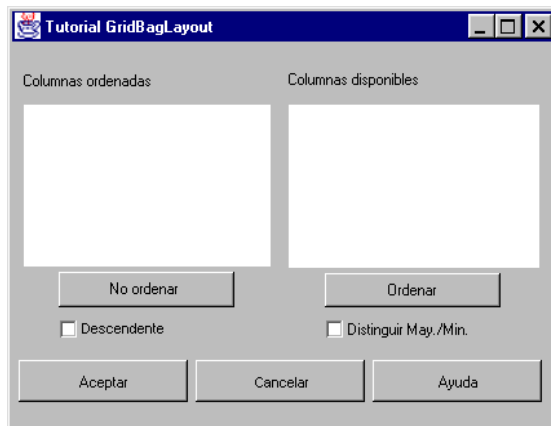 Tutorial GridBagLayout
Columnas ordenadas
Columnas disponibles
No ordenar
Ordenar
Descendente
Distinguir May./Min.
Aceptar
Cancelar
Ayuda